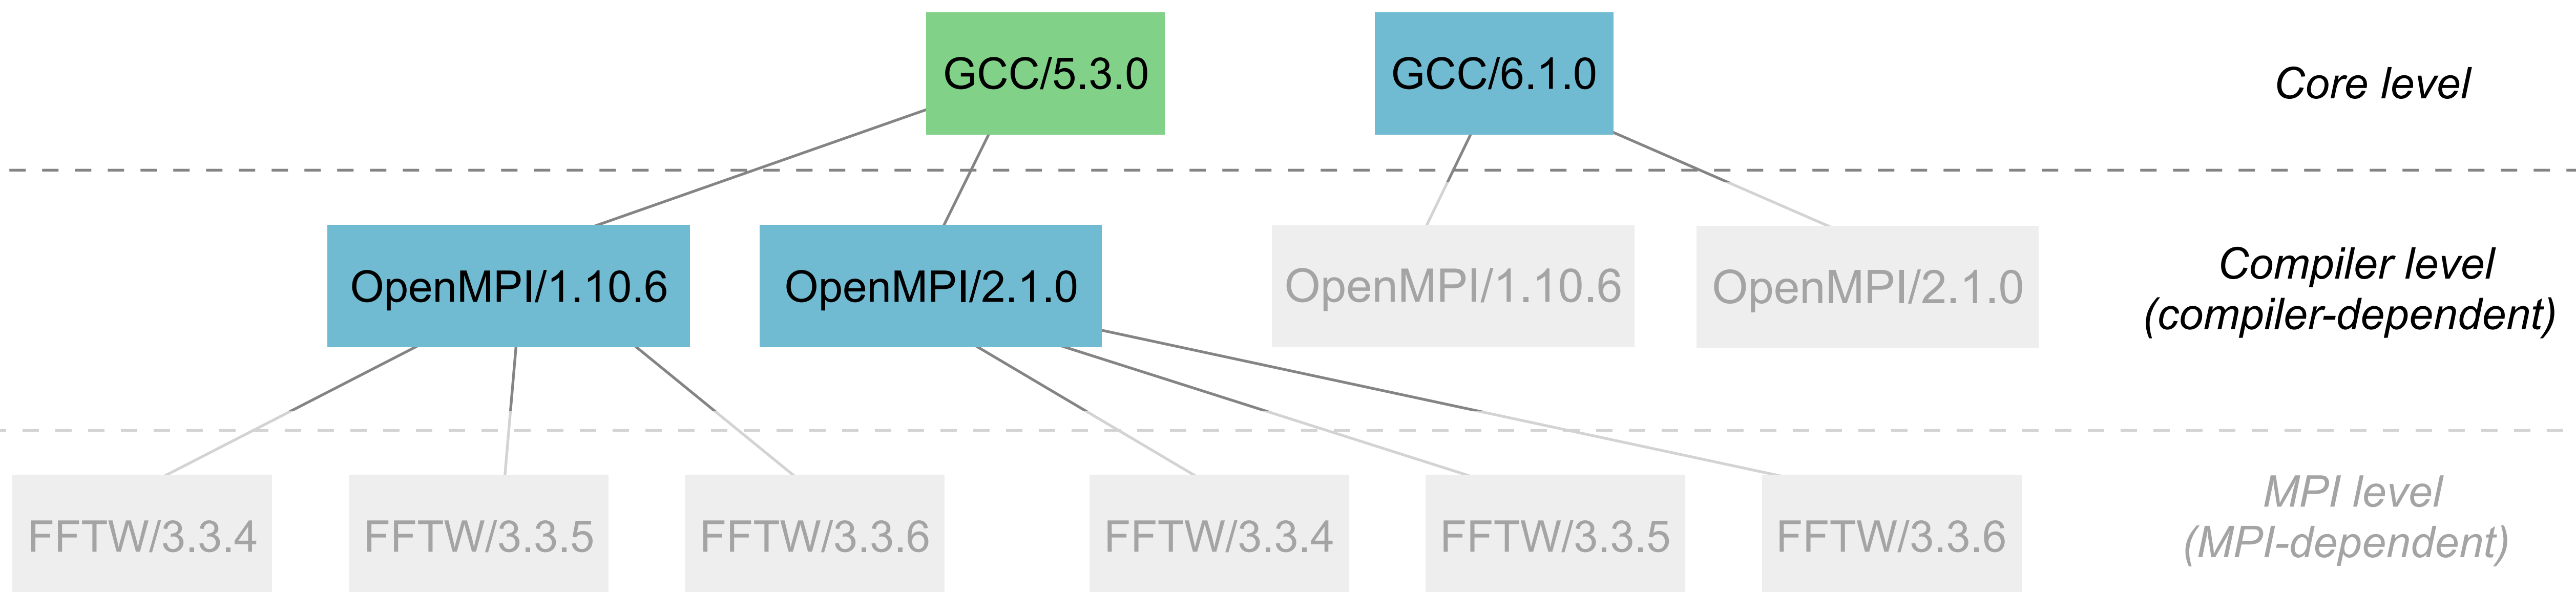 GCC/5.3.0
GCC/6.1.0
Core level
OpenMPI/1.10.6
OpenMPI/2.1.0
OpenMPI/1.10.6
OpenMPI/2.1.0
Compiler level
(compiler-dependent)
FFTW/3.3.4
FFTW/3.3.5
FFTW/3.3.6
FFTW/3.3.4
FFTW/3.3.5
FFTW/3.3.6
MPI level
(MPI-dependent)